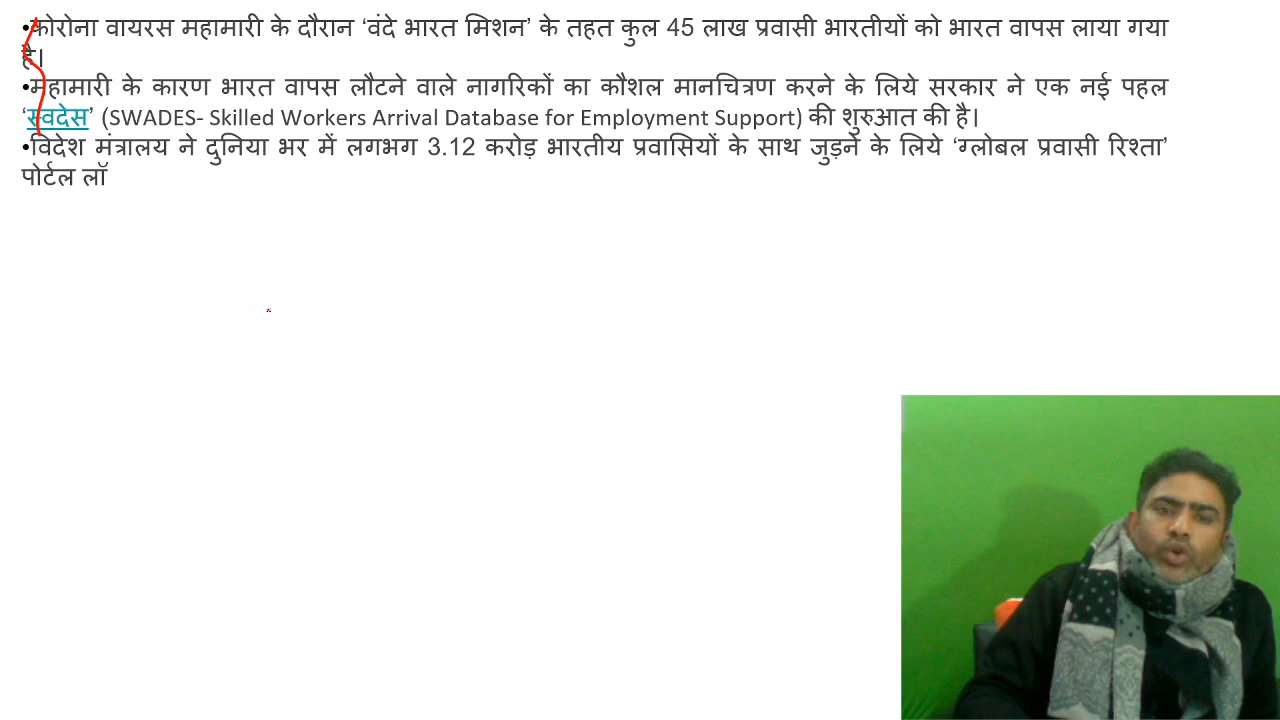 •कोरोना वायरस महामारी के दौरान ‘वंदे भारत मिशन’ के तहत कुल 45 लाख प्रवासी भारतीयों को भारत वापस लाया गया
है।
•महामारी के कारण भारत वापस लौटने वाले नागरिकों का कौशल मानचित्रण करने के लिये सरकार ने एक नई पहल
‘स्वदेस’ (SWADES- Skilled Workers Arrival Database for Employment Support) की शुरुआत की है।
•विदेश मंत्रालय ने दुनिया भर में लगभग 3.12 करोड़ भारतीय प्रवासियों के साथ जुड़ने के लिये ‘ग्लोबल प्रवासी रिश्ता’
पोर्टल लॉ